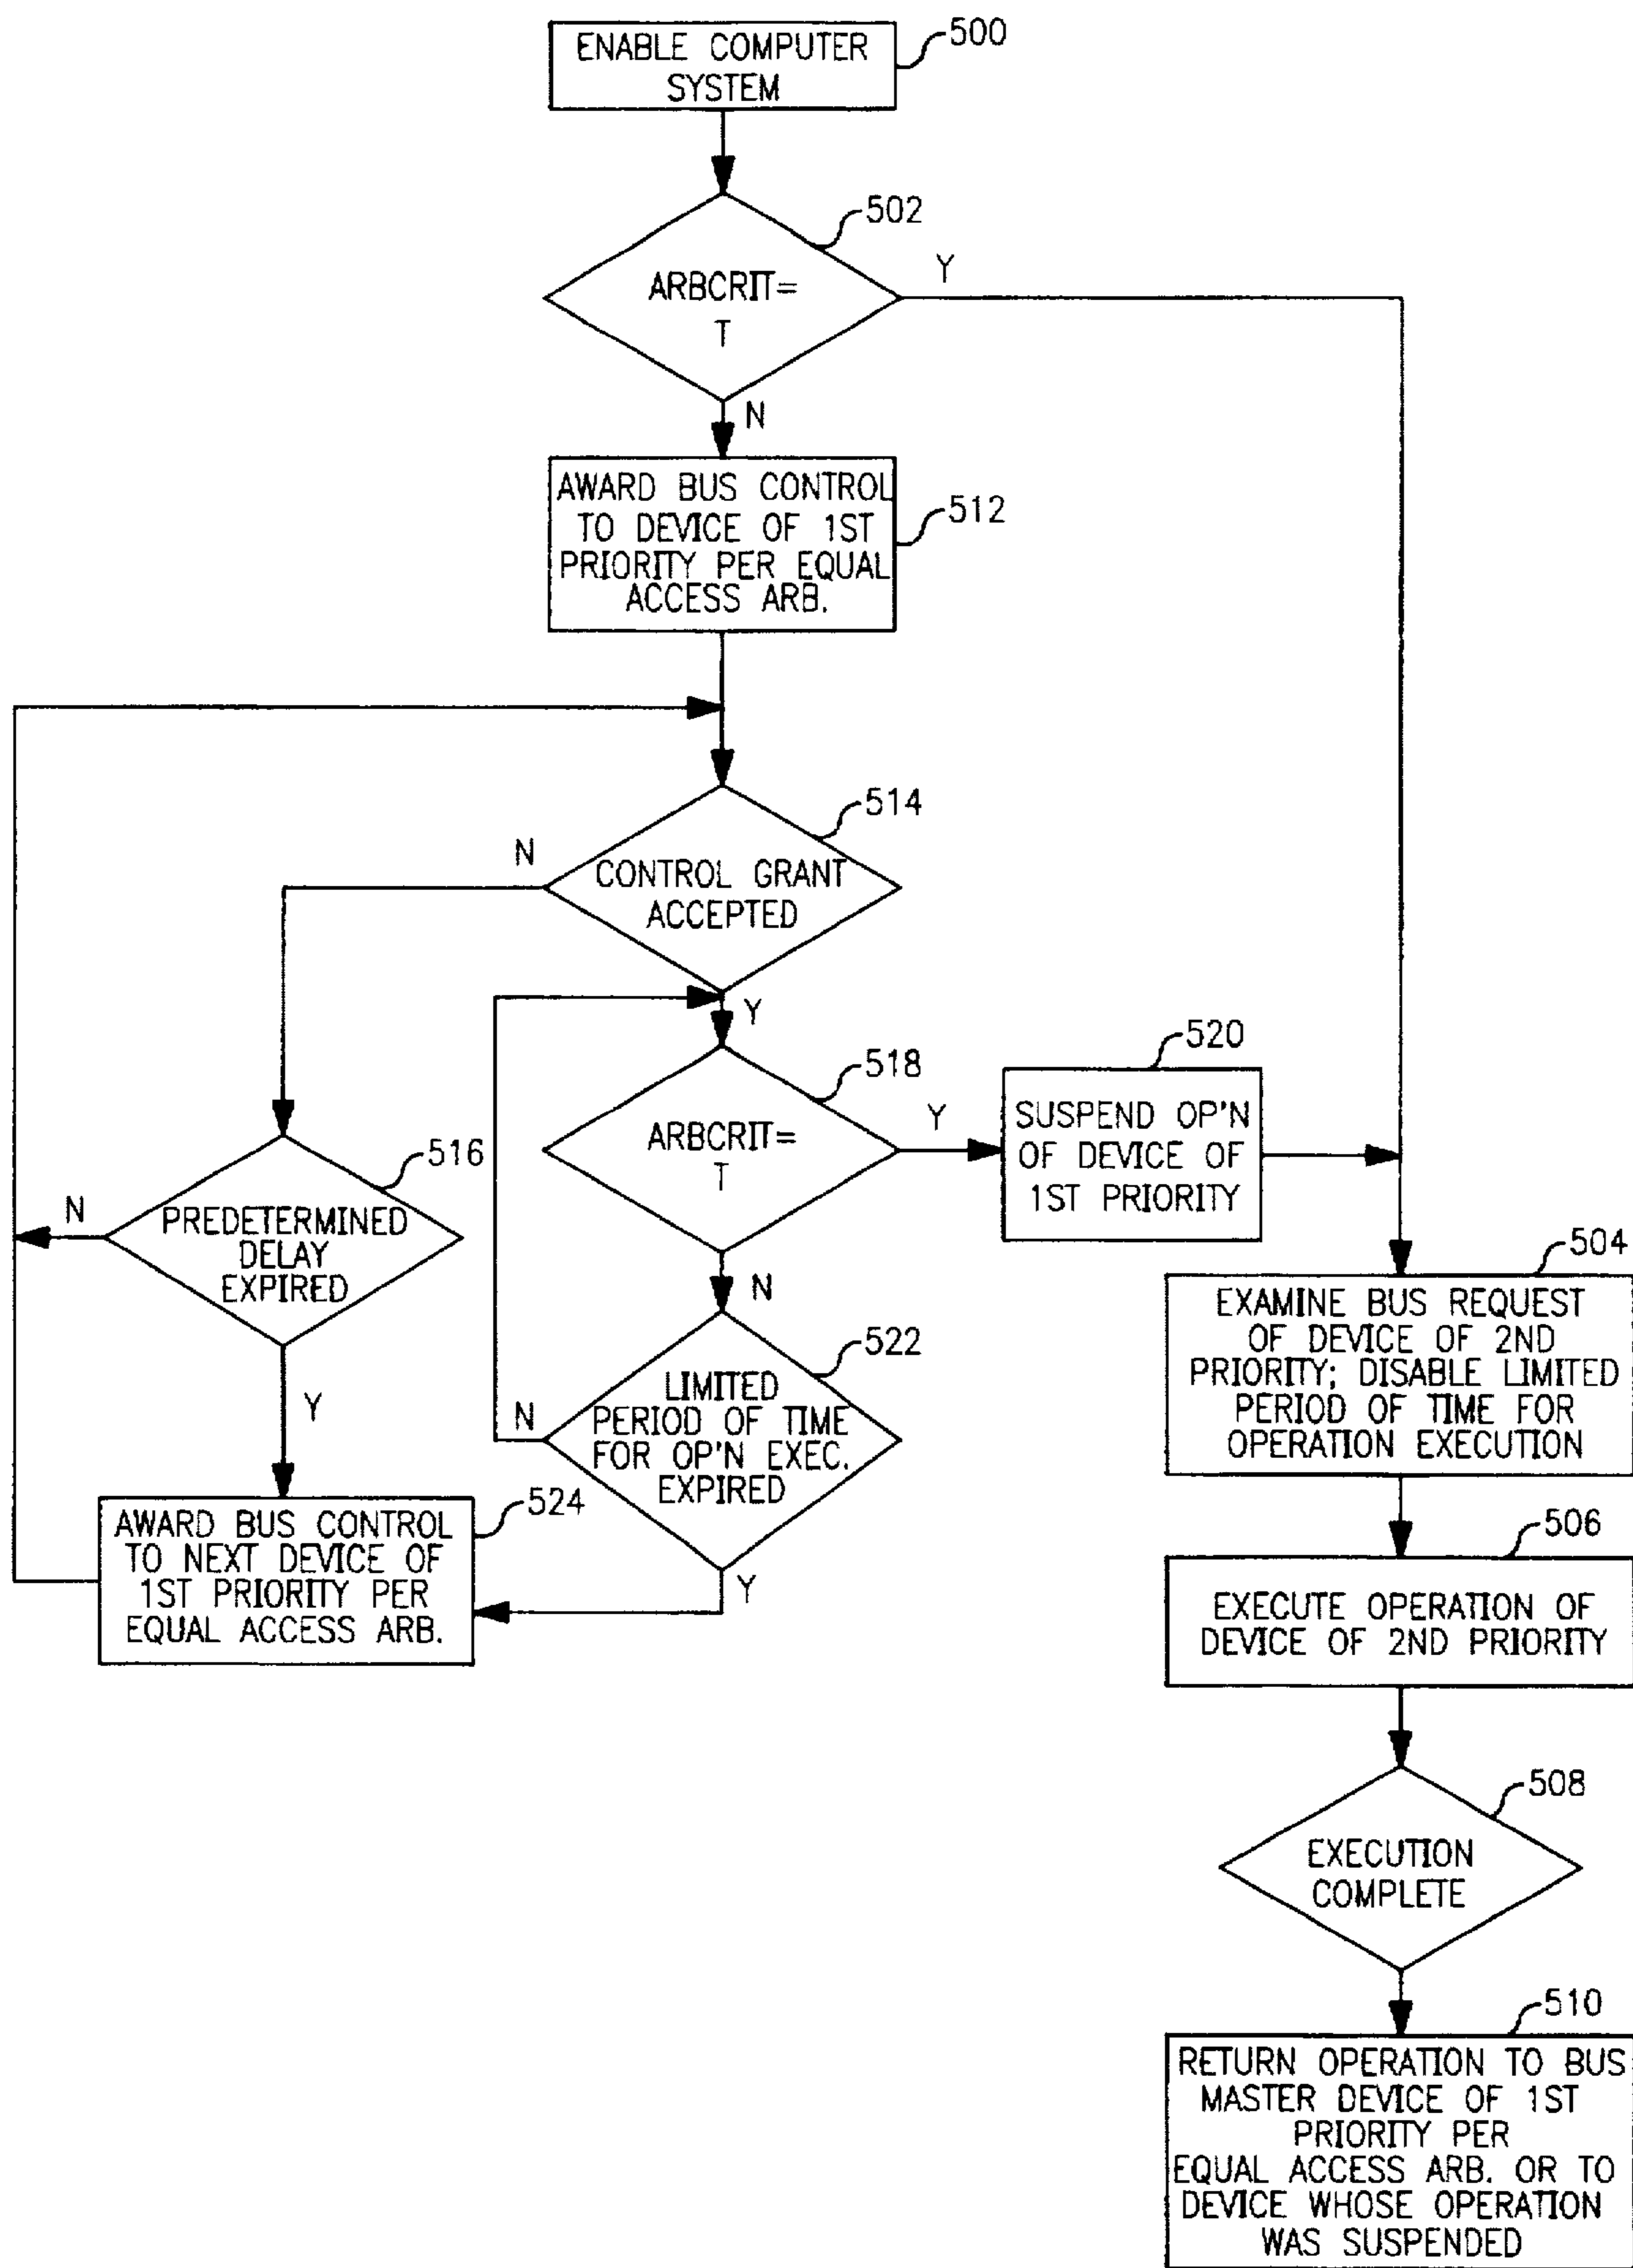 ENABLE COMPUTER
SYSTEM
500
502
ARBCRIT=
T
Y
N
AWARD BUS CONTROL
TO DEVICE OF 1ST
PRIORITY PER EQUAL
ACCESS ARB.
512
514
CONTROL GRANT
ACCEPTED
N
Y
516
PREDETERMINED
DELAY
EXPIRED
N
Y
518
ARBCRIT=
T
Y
N
520
SUSPEND OP'N
OF DEVICE OF
1ST PRIORITY
522
LIMITED
PERIOD OF TIME
FOR OP'N EXEC.
EXPIRED
N
Y
524
AWARD BUS CONTROL
TO NEXT DEVICE OF
1ST PRIORITY PER
EQUAL ACCESS ARB.
504
EXAMINE BUS REQUEST
OF DEVICE OF 2ND
PRIORITY; DISABLE LIMITED
PERIOD OF TIME FOR
OPERATION EXECUTION
506
EXECUTE OPERATION OF
DEVICE OF 2ND PRIORITY
508
EXECUTION
COMPLETE
510
RETURN OPERATION TO BUS
MASTER DEVICE OF 1ST
PRIORITY PER
EQUAL ACCESS ARB. OR TO
DEVICE WHOSE OPERATION
WAS SUSPENDED